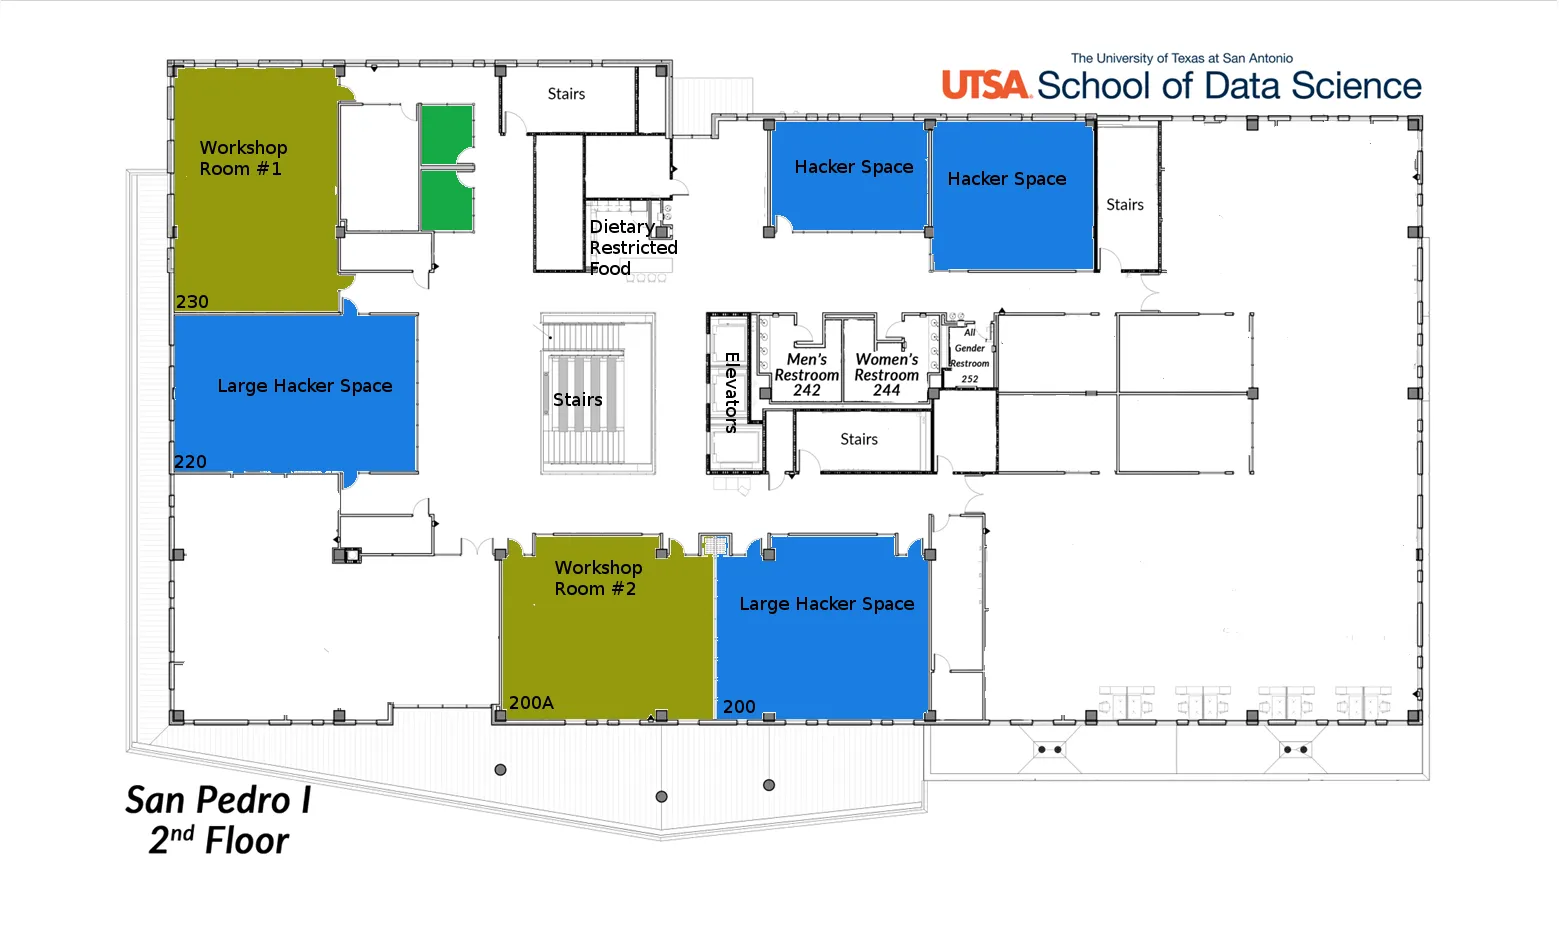 The University of Texas at San Antonio
UTSA School of Data Science
Stairs
Workshop
Room #1
Hacker Space
Hacker Space
Stairs
Dietary
Restricted
Food
230
Large Hacker Space
220
Stairs
Elevators
Men's
Restroom
242
Women's
Restroom
244
All
Gender
Restroom
252
Stairs
Workshop
Room #2
200A
Large Hacker Space
200
San Pedro I
2nd Floor